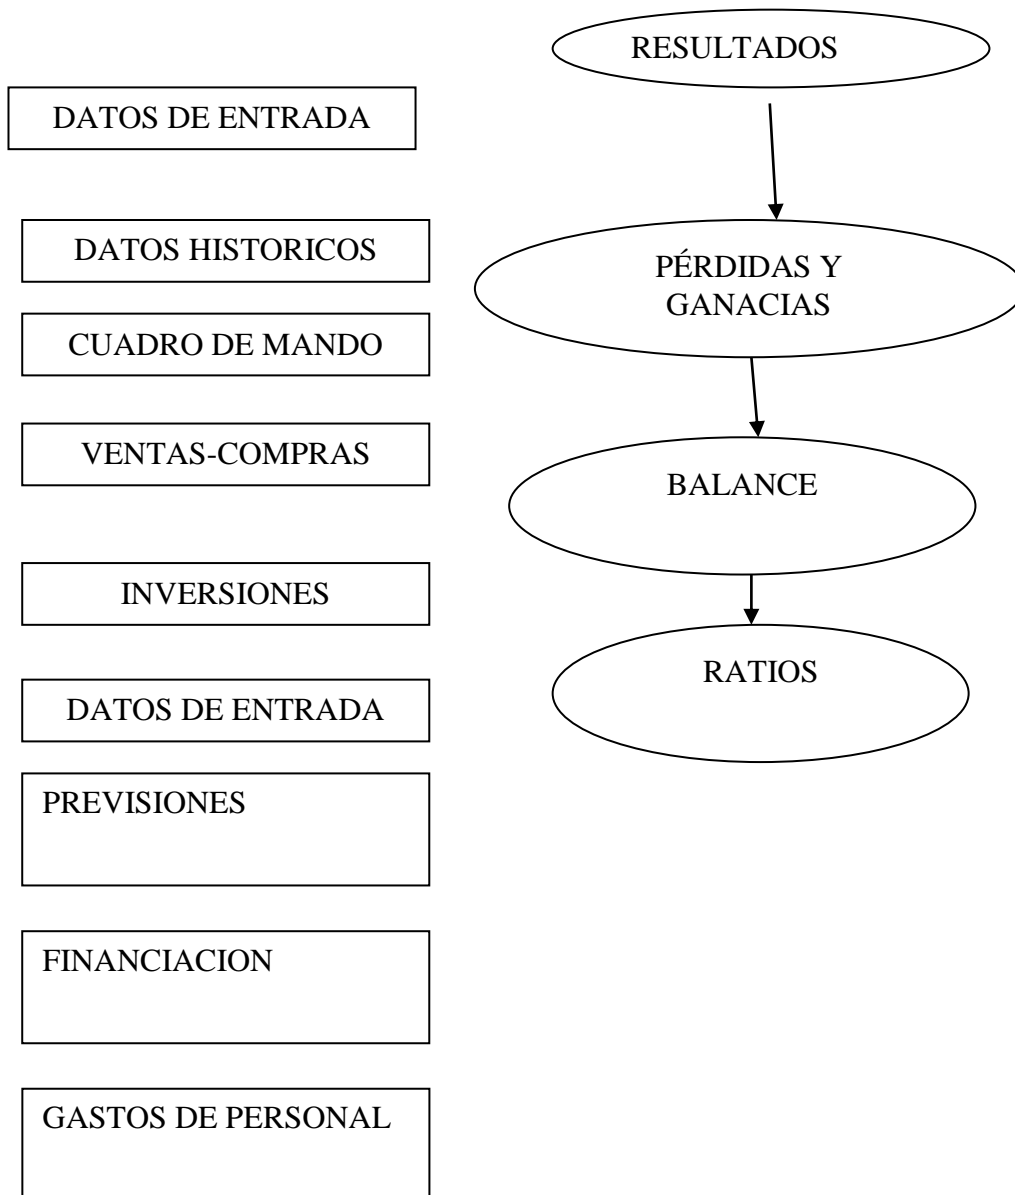 RESULTADOS
DATOS DE ENTRADA
DATOS HISTORICOS
PÉRDIDAS Y
GANACIAS
CUADRO DE MANDO
VENTAS-COMPRAS
BALANCE
INVERSIONES
RATIOS
DATOS DE ENTRADA
PREVISIONES
FINANCIACION
GASTOS DE PERSONAL